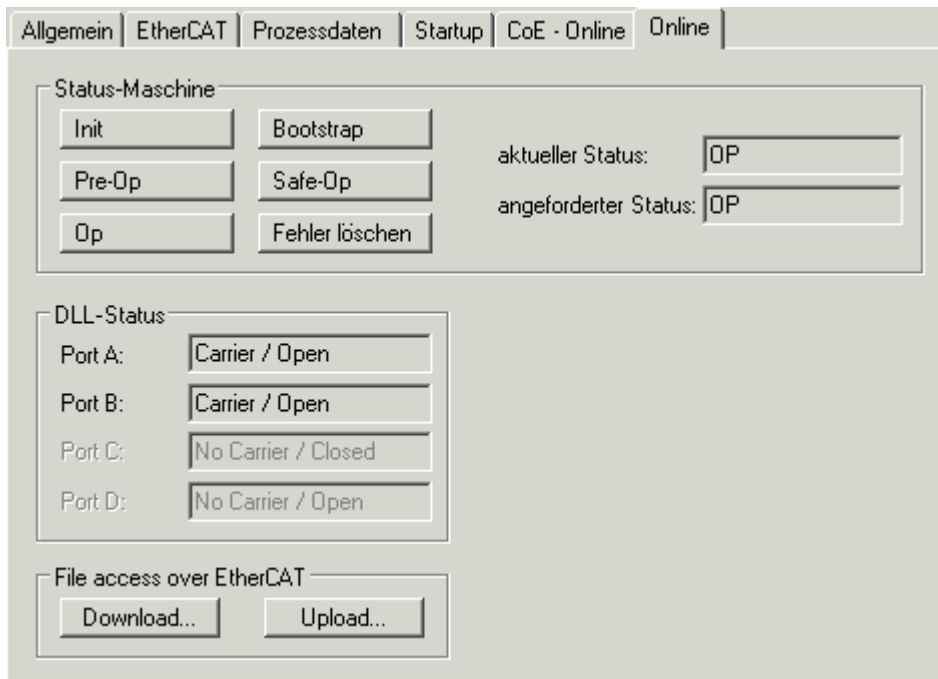 Allgemein EtherCAT Prozessdaten Startup CoE - Online Online
Status-Maschine
Init Bootstrap
aktueller Status: OP
Pre-Op Safe-Op
angeforderter Status: OP
Op Fehler löschen
DLL-Status
Port A: Carrier / Open
Port B: Carrier / Open
Port C: No Carrier / Closed
Port D: No Carrier / Open
File access over EtherCAT
Download... Upload...